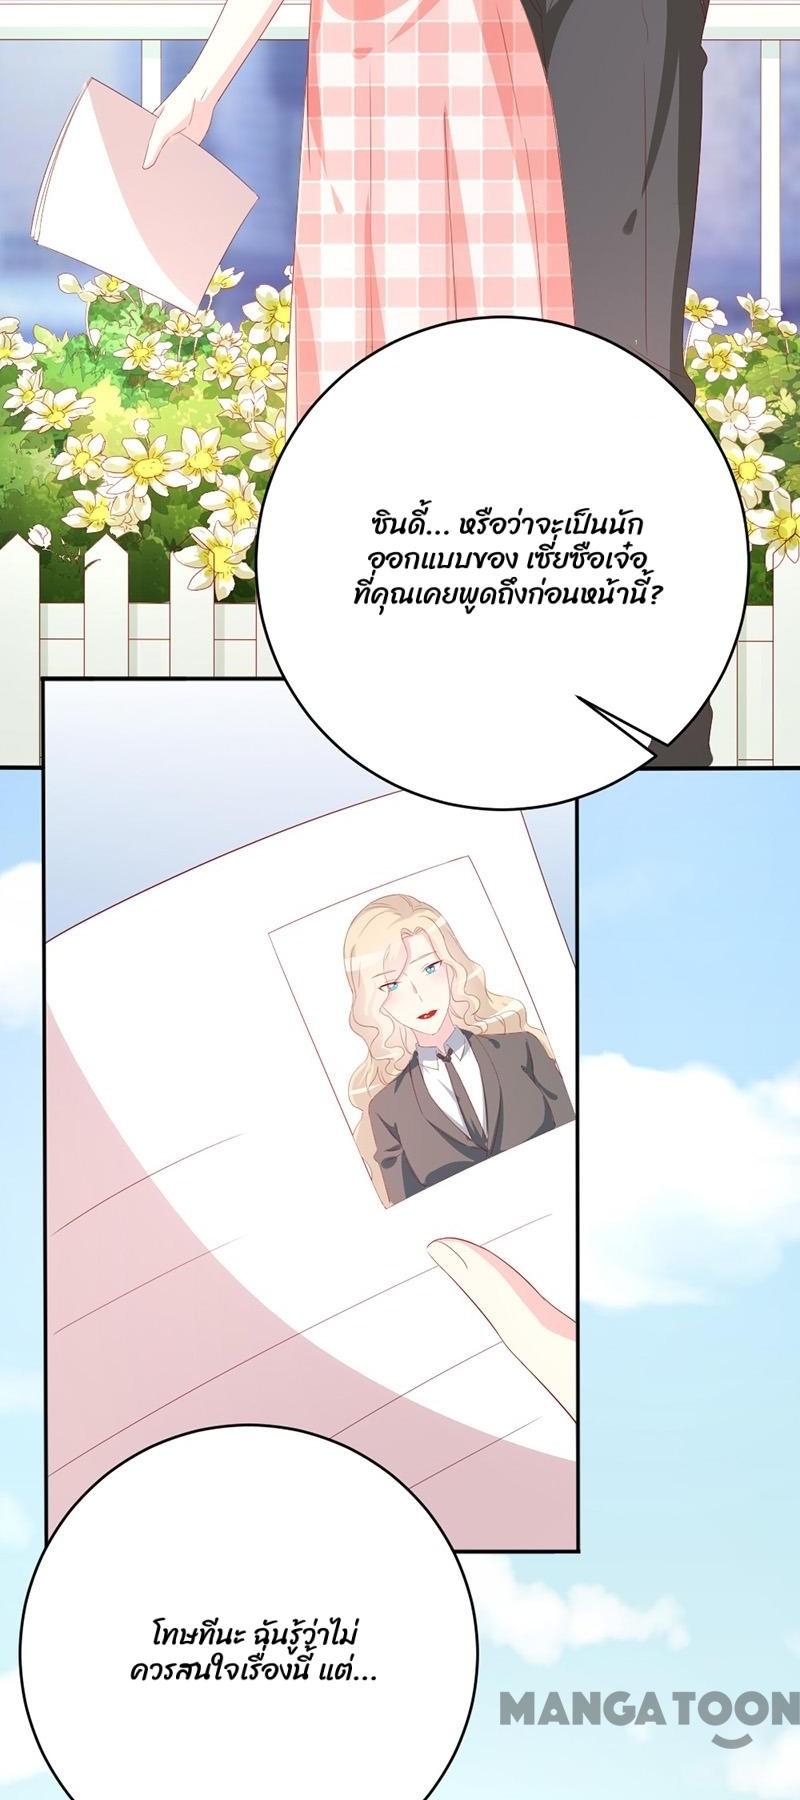 ซินดี้... หรือว่าจะเป็นนัก
ออกแบบของ เซี่ยซือเจ๋อ
ที่คุณเคยพูดถึงก่อนหน้านี้?
โทษทีนะ ฉันรู้ว่าไม่
ควรสนใจเรื่องนี้ แต่...
MANGATOON